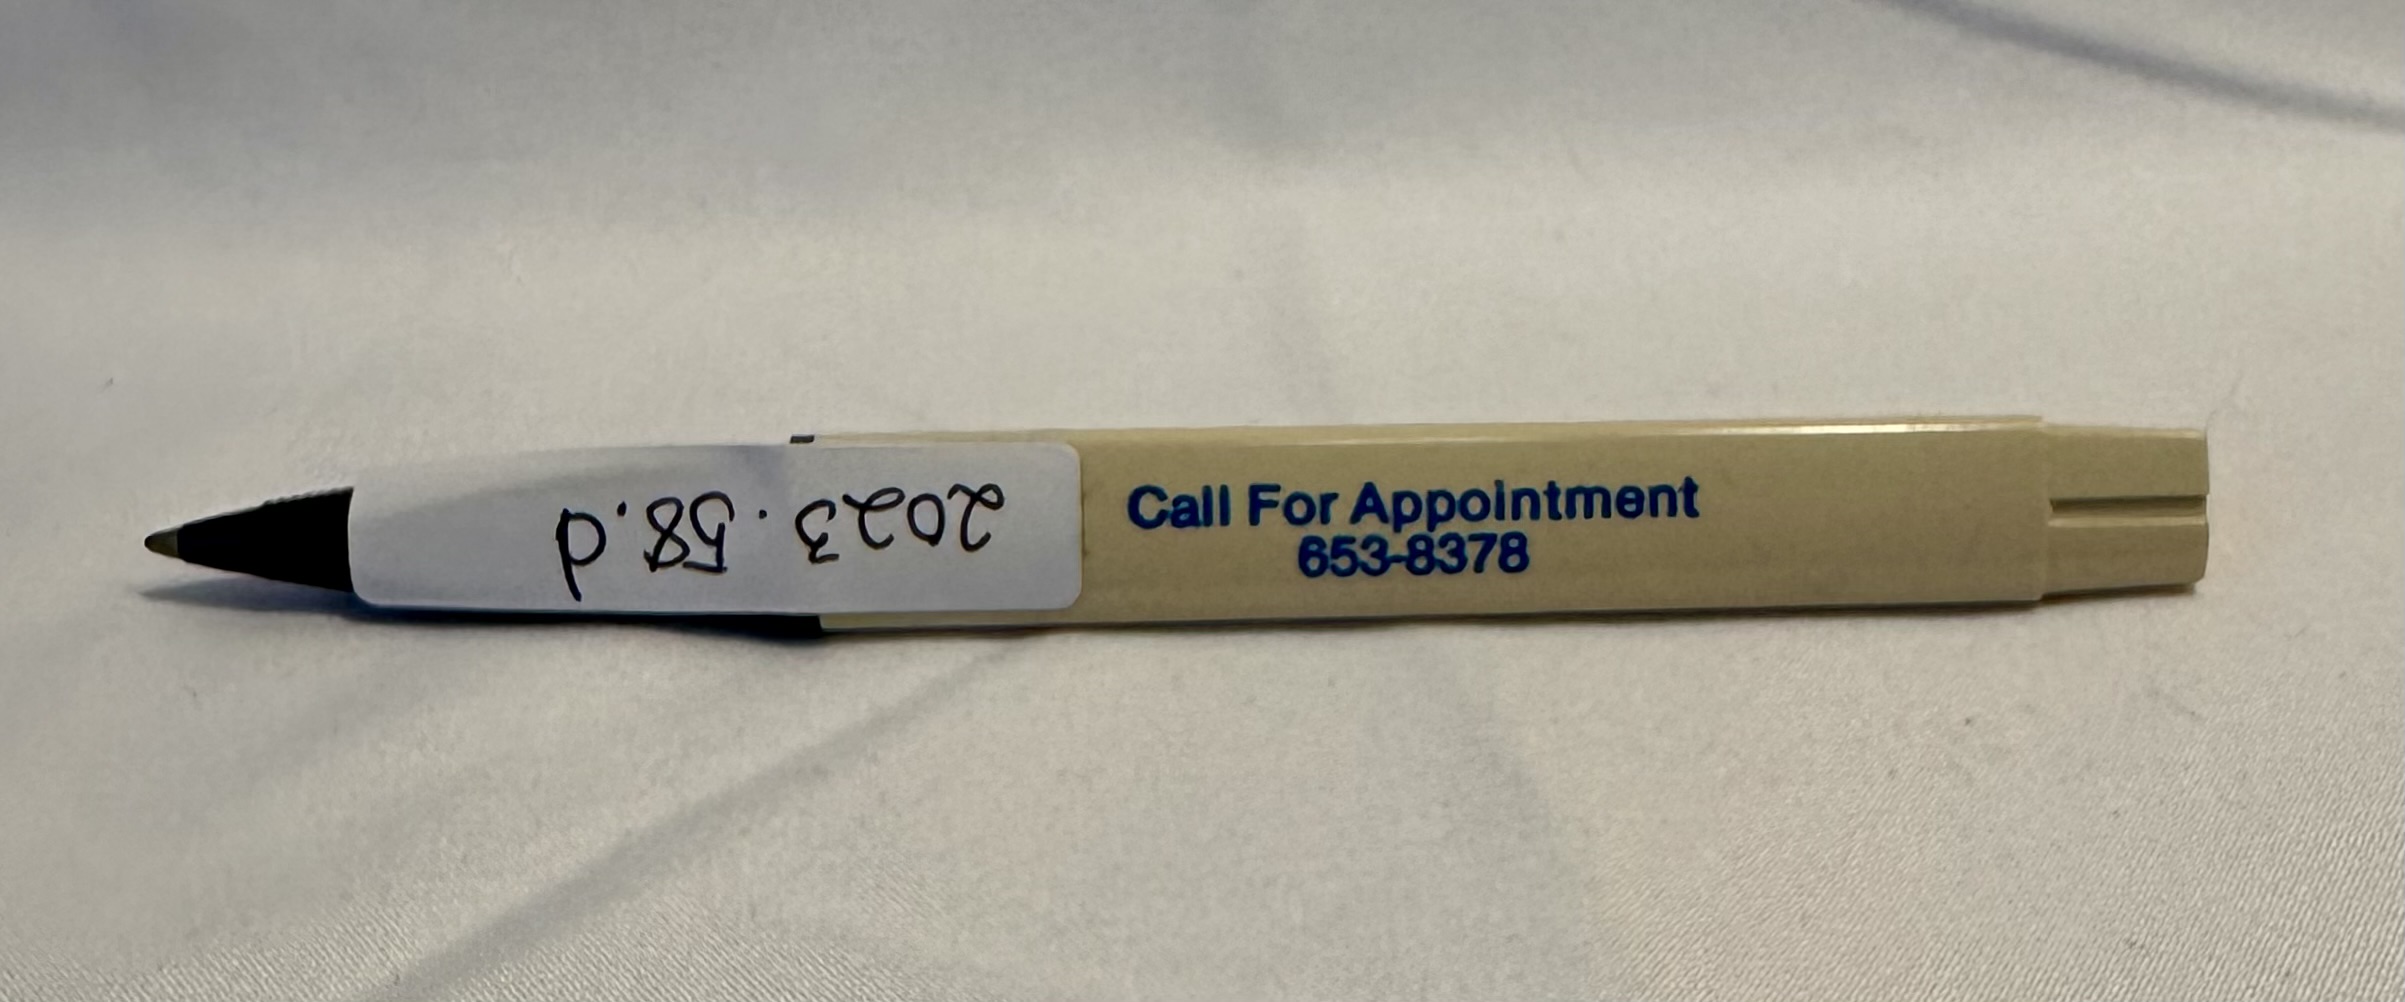 2023.58.d
Call For Appointment
653-8378